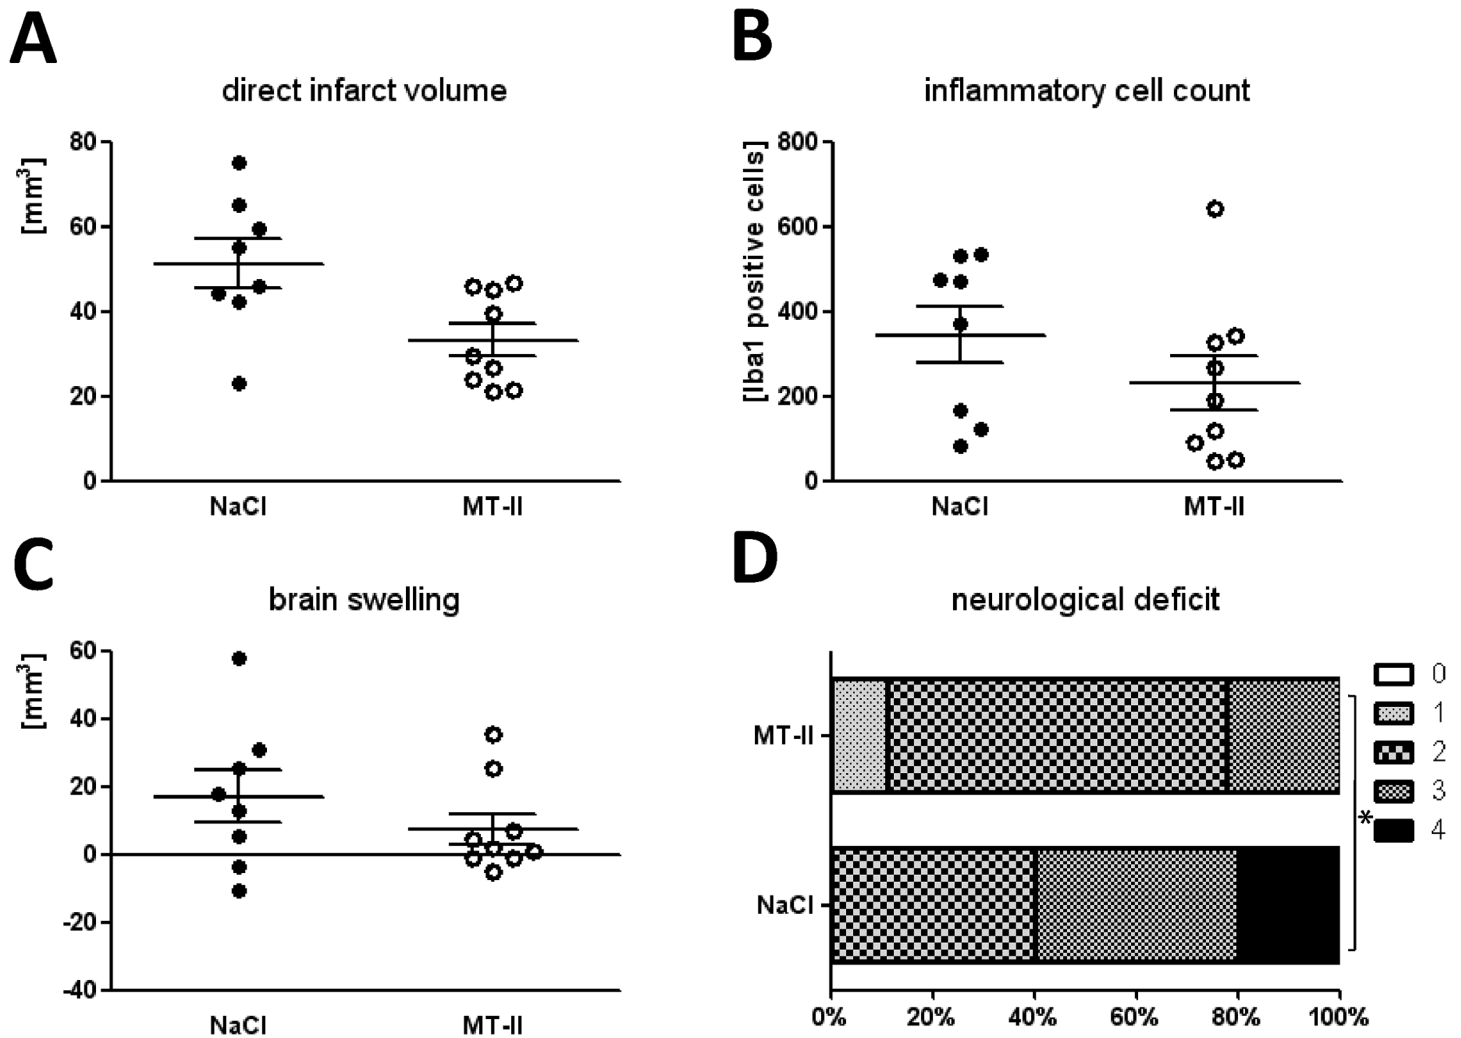 A
direct infarct volume
[mm³]
80
60
40
20
0
NaCl
MT-II
B
inflammatory cell count
[Iba1 positive cells]
800
600
400
200
0
NaCl
MT-II
C
brain swelling
[mm³]
60
40
20
0
-20
-40
NaCl
MT-II
D
neurological deficit
MT-II
NaCl
0%
20%
40%
60%
80%
100%
*
0
1
2
3
4